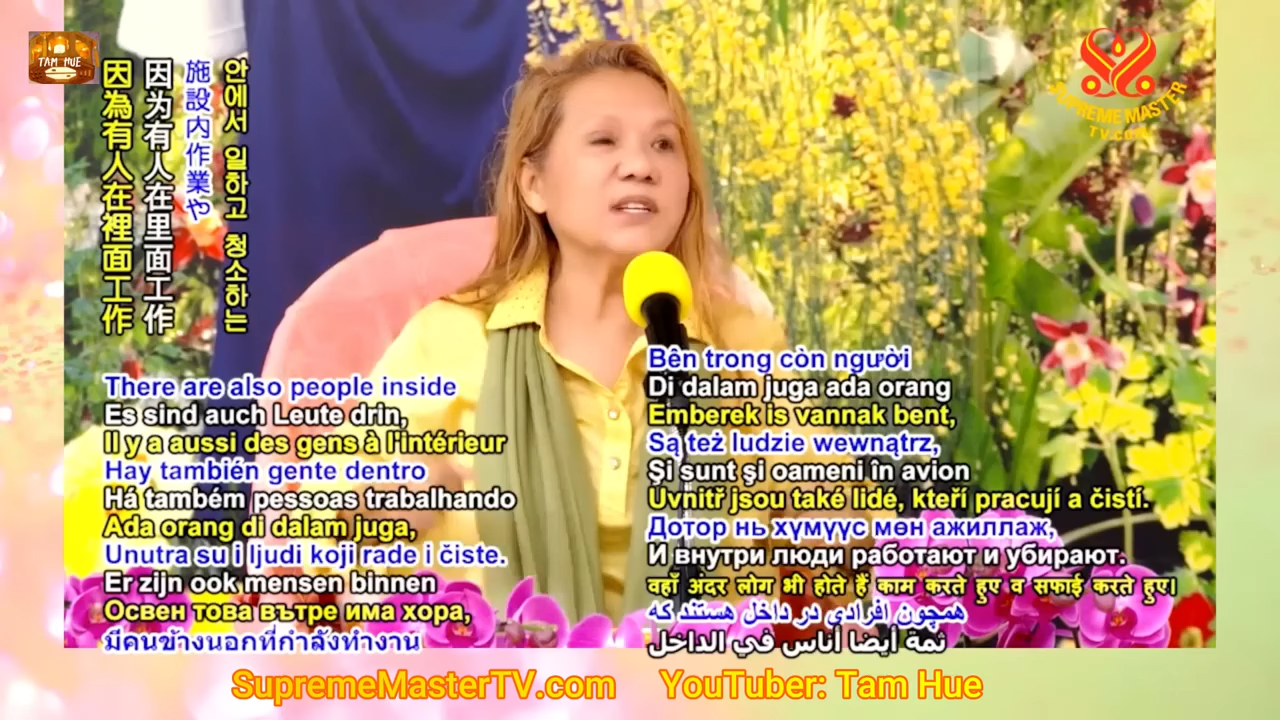 TAM HUE
SUPREME MASTER
TV.COM
因為有人在裡面工作
因为有人在里面工作
施設内作業や
안에서 일하고 청소하는
There are also people inside
Es sind auch Leute drin,
Il y a aussi des gens à l'intérieur
Hay también gente dentro
Há também pessoas trabalhando
Ada orang di dalam juga,
Unutra su i ljudi koji rade i čiste.
Er zijn ook mensen binnen
Освен това вътре има хора,
มีคนข้างนอกที่กำลังทำงาน
Bên trong còn người
Di dalam juga ada orang
Emberek is vannak bent,
Są też ludzie wewnątrz,
Şi sunt şi oameni în avion
Uvnitř jsou také lidé, kteří pracují a čistí.
Дотор нь хүмүүс мөн ажиллаж,
И внутри люди работают и убирают.
वहाँ अंदर लोग भी होते हैं काम करते हुए व सफाई करते हुए।
همچون افرادی در داخل هستند که
ثمة أيضا أناس في الداخل
SupremeMasterTV.com YouTuber: Tam Hue